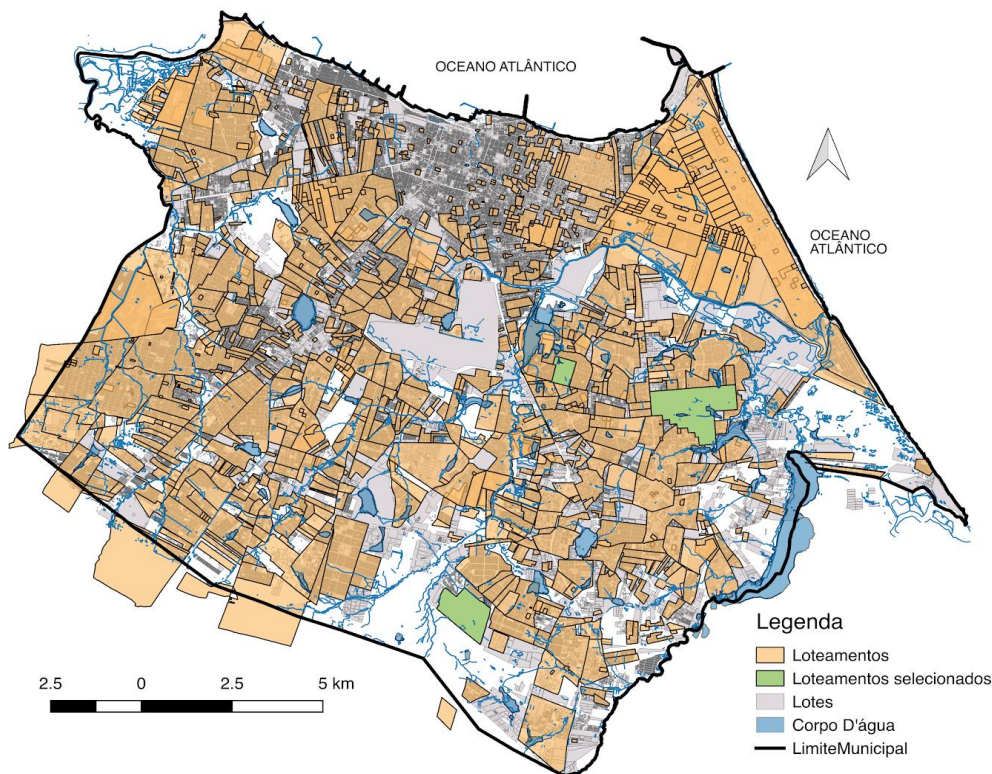 OCEANO ATLÂNTICO
OCEANO
ATLÂNTICO
Legenda
Loteamentos
Loteamentos selecionados
Lotes
Corpo D'água
LimiteMunicipal
2.5 0 2.5 5 km